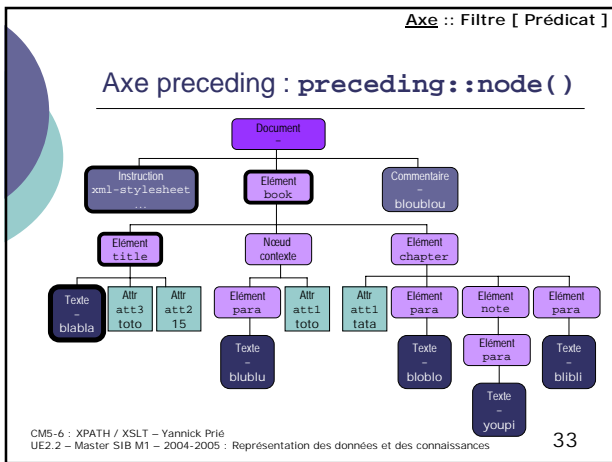 Axe :: Filtre [ Prédicat ]
Axe preceding : preceding::node()
Document
–
Instruction
xml-stylesheet
...
Elément
book
Commentaire
–
bloublou
Elément
title
Nœud
contexte
Elément
chapter
Texte
–
blabla
Attr
att3
toto
Attr
att2
15
Elément
para
Attr
att1
toto
Attr
att1
tata
Elément
para
Elément
note
Elément
para
Texte
–
blublu
Texte
–
bloblo
Elément
para
Texte
–
blibli
Texte
–
youpi
CM5-6 : XPATH / XSLT – Yannick Prié
UE2.2 – Master SIB M1 – 2004-2005 : Représentation des données et des connaissances
33